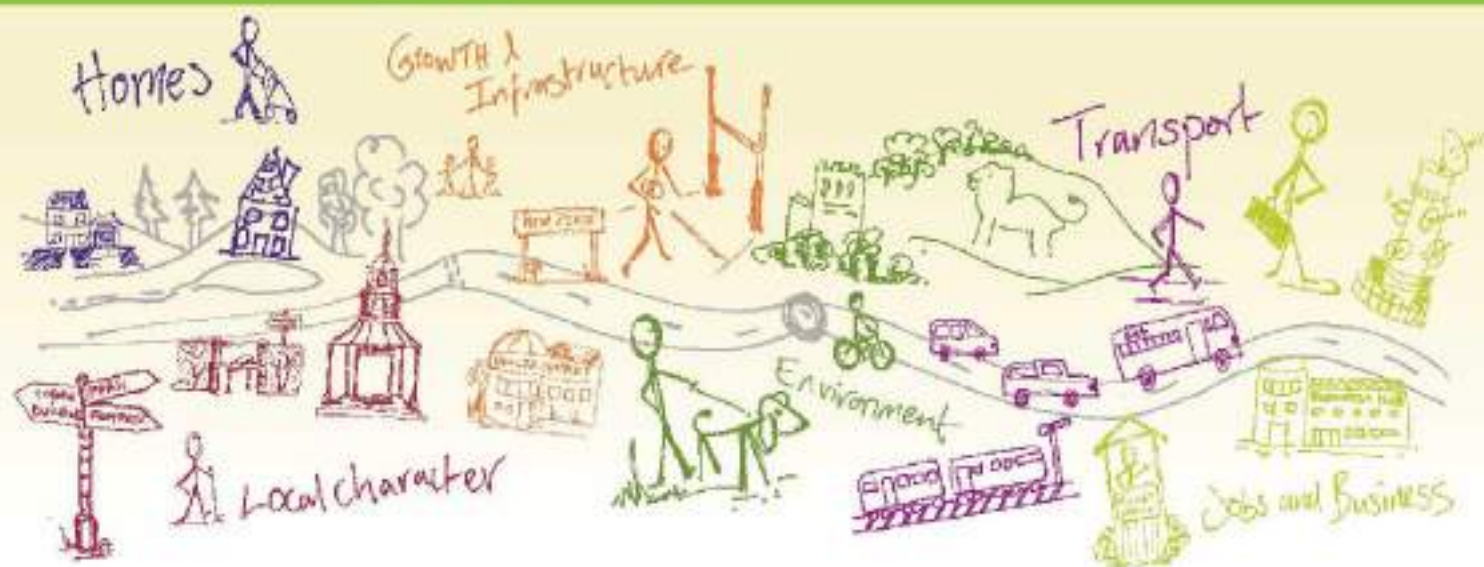 Homes
Growth &
Infrastructure
Transport
Environment
Local character
Jobs and Business